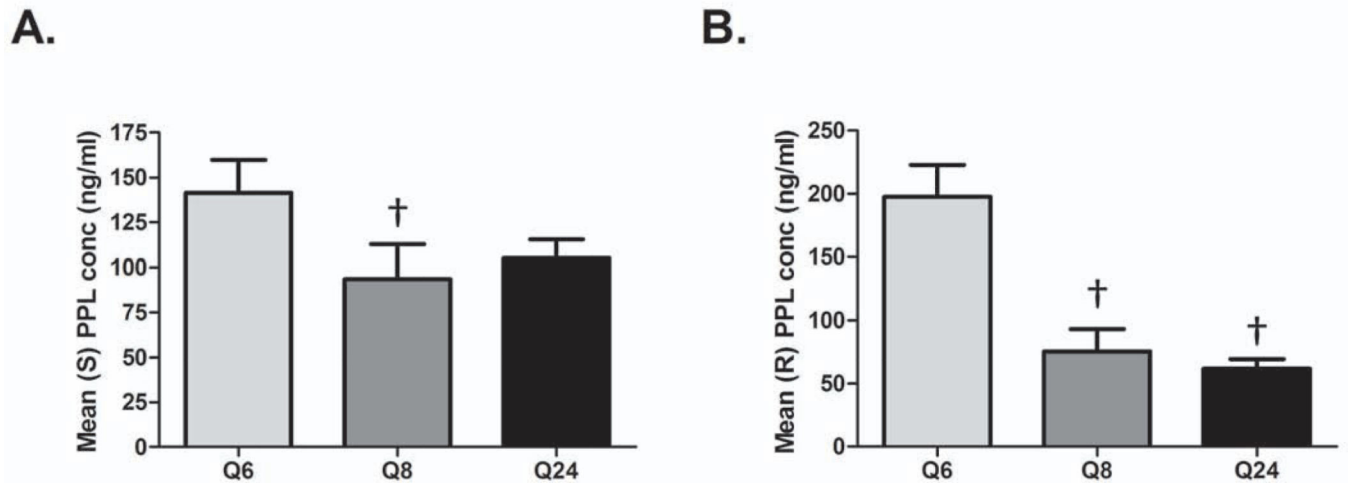 A.
Mean (S) PPL conc (ng/ml)
175
150
125
100
75
50
25
0
†
Q6 Q8 Q24
B.
Mean (R) PPL conc (ng/ml)
250
200
150
100
50
0
†
†
Q6 Q8 Q24